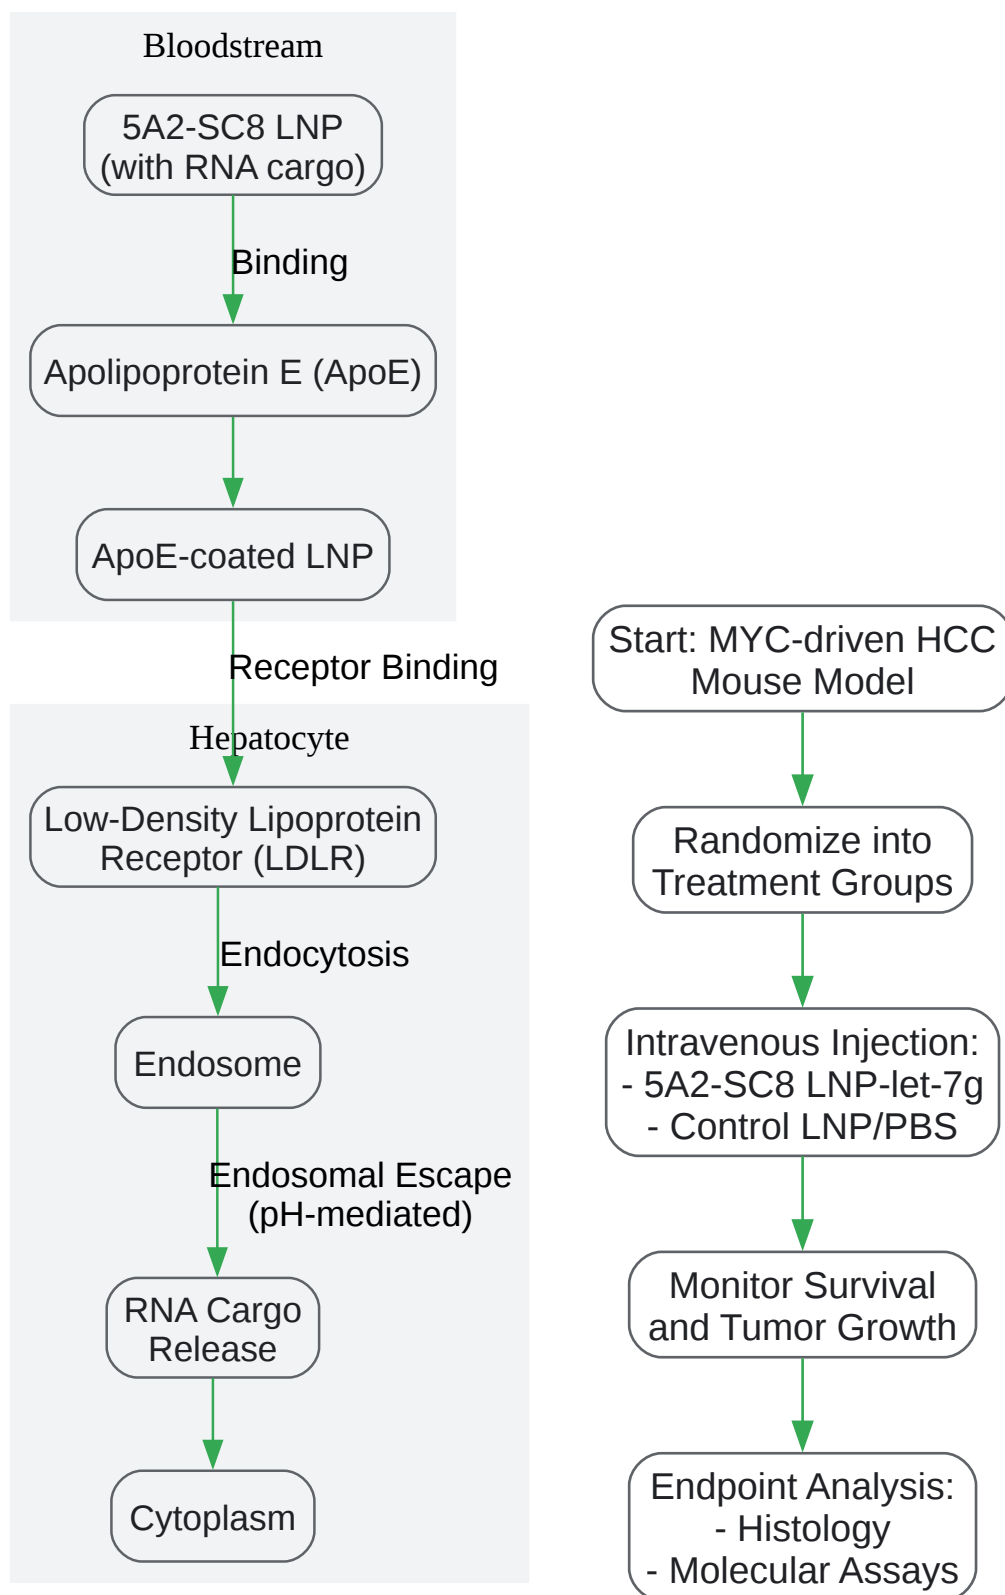 Bloodstream
5A2-SC8 LNP
(with RNA cargo)
Binding
Apolipoprotein E (ApoE)
ApoE-coated LNP
Receptor Binding
Hepatocyte
Low-Density Lipoprotein
Receptor (LDLR)
Endocytosis
Endosome
Endosomal Escape
(pH-mediated)
RNA Cargo
Release
Cytoplasm
Start: MYC-driven HCC
Mouse Model
Randomize into
Treatment Groups
Intravenous Injection:
- 5A2-SC8 LNP-let-7g
- Control LNP/PBS
Monitor Survival
and Tumor Growth
Endpoint Analysis:
- Histology
- Molecular Assays